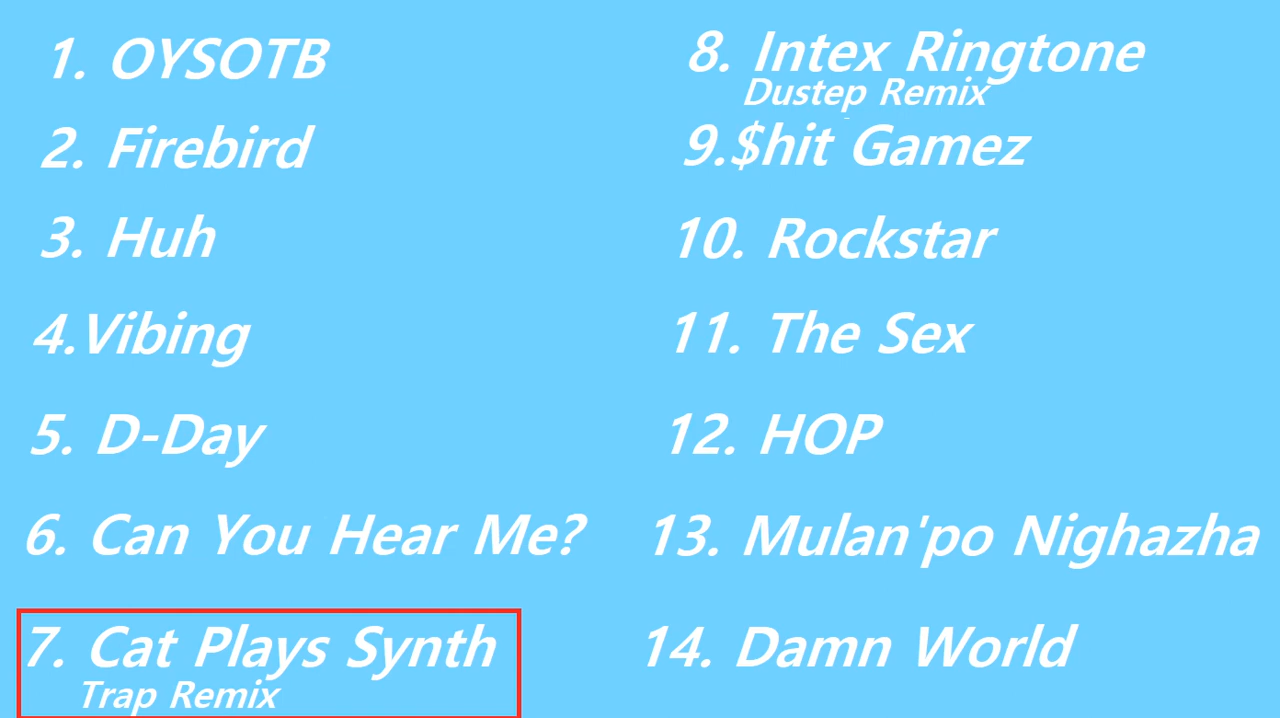 1. OYSOTB
2. Firebird
3. Huh
4.Vibing
5. D-Day
6. Can You Hear Me?
7. Cat Plays Synth
Trap Remix
8. Intex Ringtone
Dustep Remix
9.$hit Gamez
10. Rockstar
11. The Sex
12. HOP
13. Mulan'po Nighazha
14. Damn World